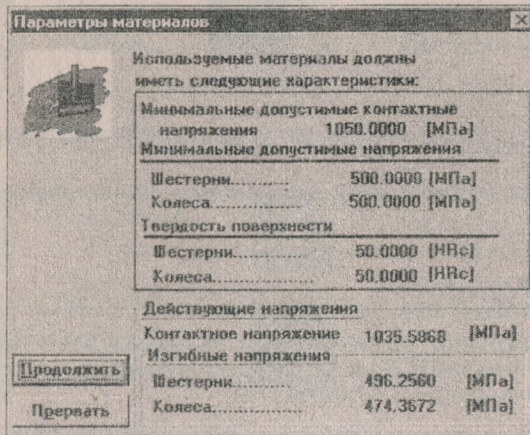 Параметры материалов
Используемые материалы должны
иметь следующие характеристики:
Минимальные допустимые контактные
напряжения 1050.0000 [МПа]
Минимальные допустимые напряжения
Шестерни............. 500.0000 [МПа]
Колеса................ 500.0000 [МПа]
Твердость поверхности
Шестерни............. 50.0000 [HRc]
Колеса................ 50.0000 [HRc]
Действующие напряжения
Контактное напряжение 1035.5868 [МПа]
Изгибные напряжения
Шестерни............. 496.2560 [МПа]
Колеса................ 474.3672 [МПа]
Продолжить
Прервать